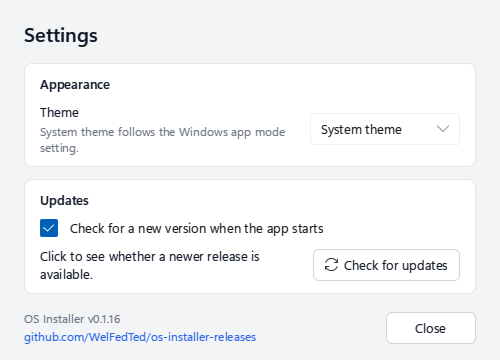 Settings
Appearance
Theme
System theme follows the Windows app mode
setting.
System theme
Updates
Check for a new version when the app starts
Click to see whether a newer release is
available.
Check for updates
OS Installer v0.1.16
github.com/WelFedTed/os-installer-releases
Close